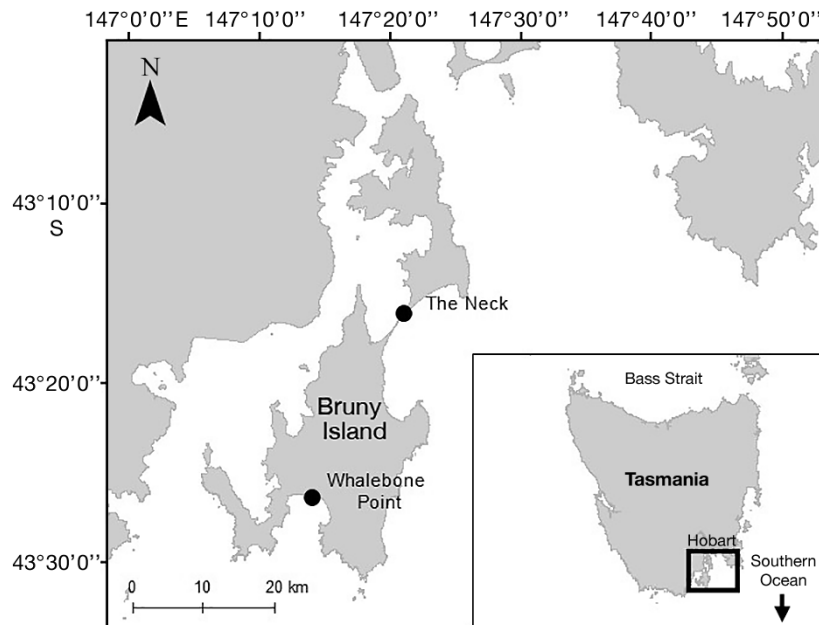 147°0'0''E 147°10'0'' 147°20'0'' 147°30'0'' 147°40'0'' 147°50'0''
N
43°10'0''
S
The Neck
43°20'0''
Bruny
Island
Whalebone
Point
43°30'0''
0 10 20 km
Bass Strait
Tasmania
Hobart
Southern
Ocean